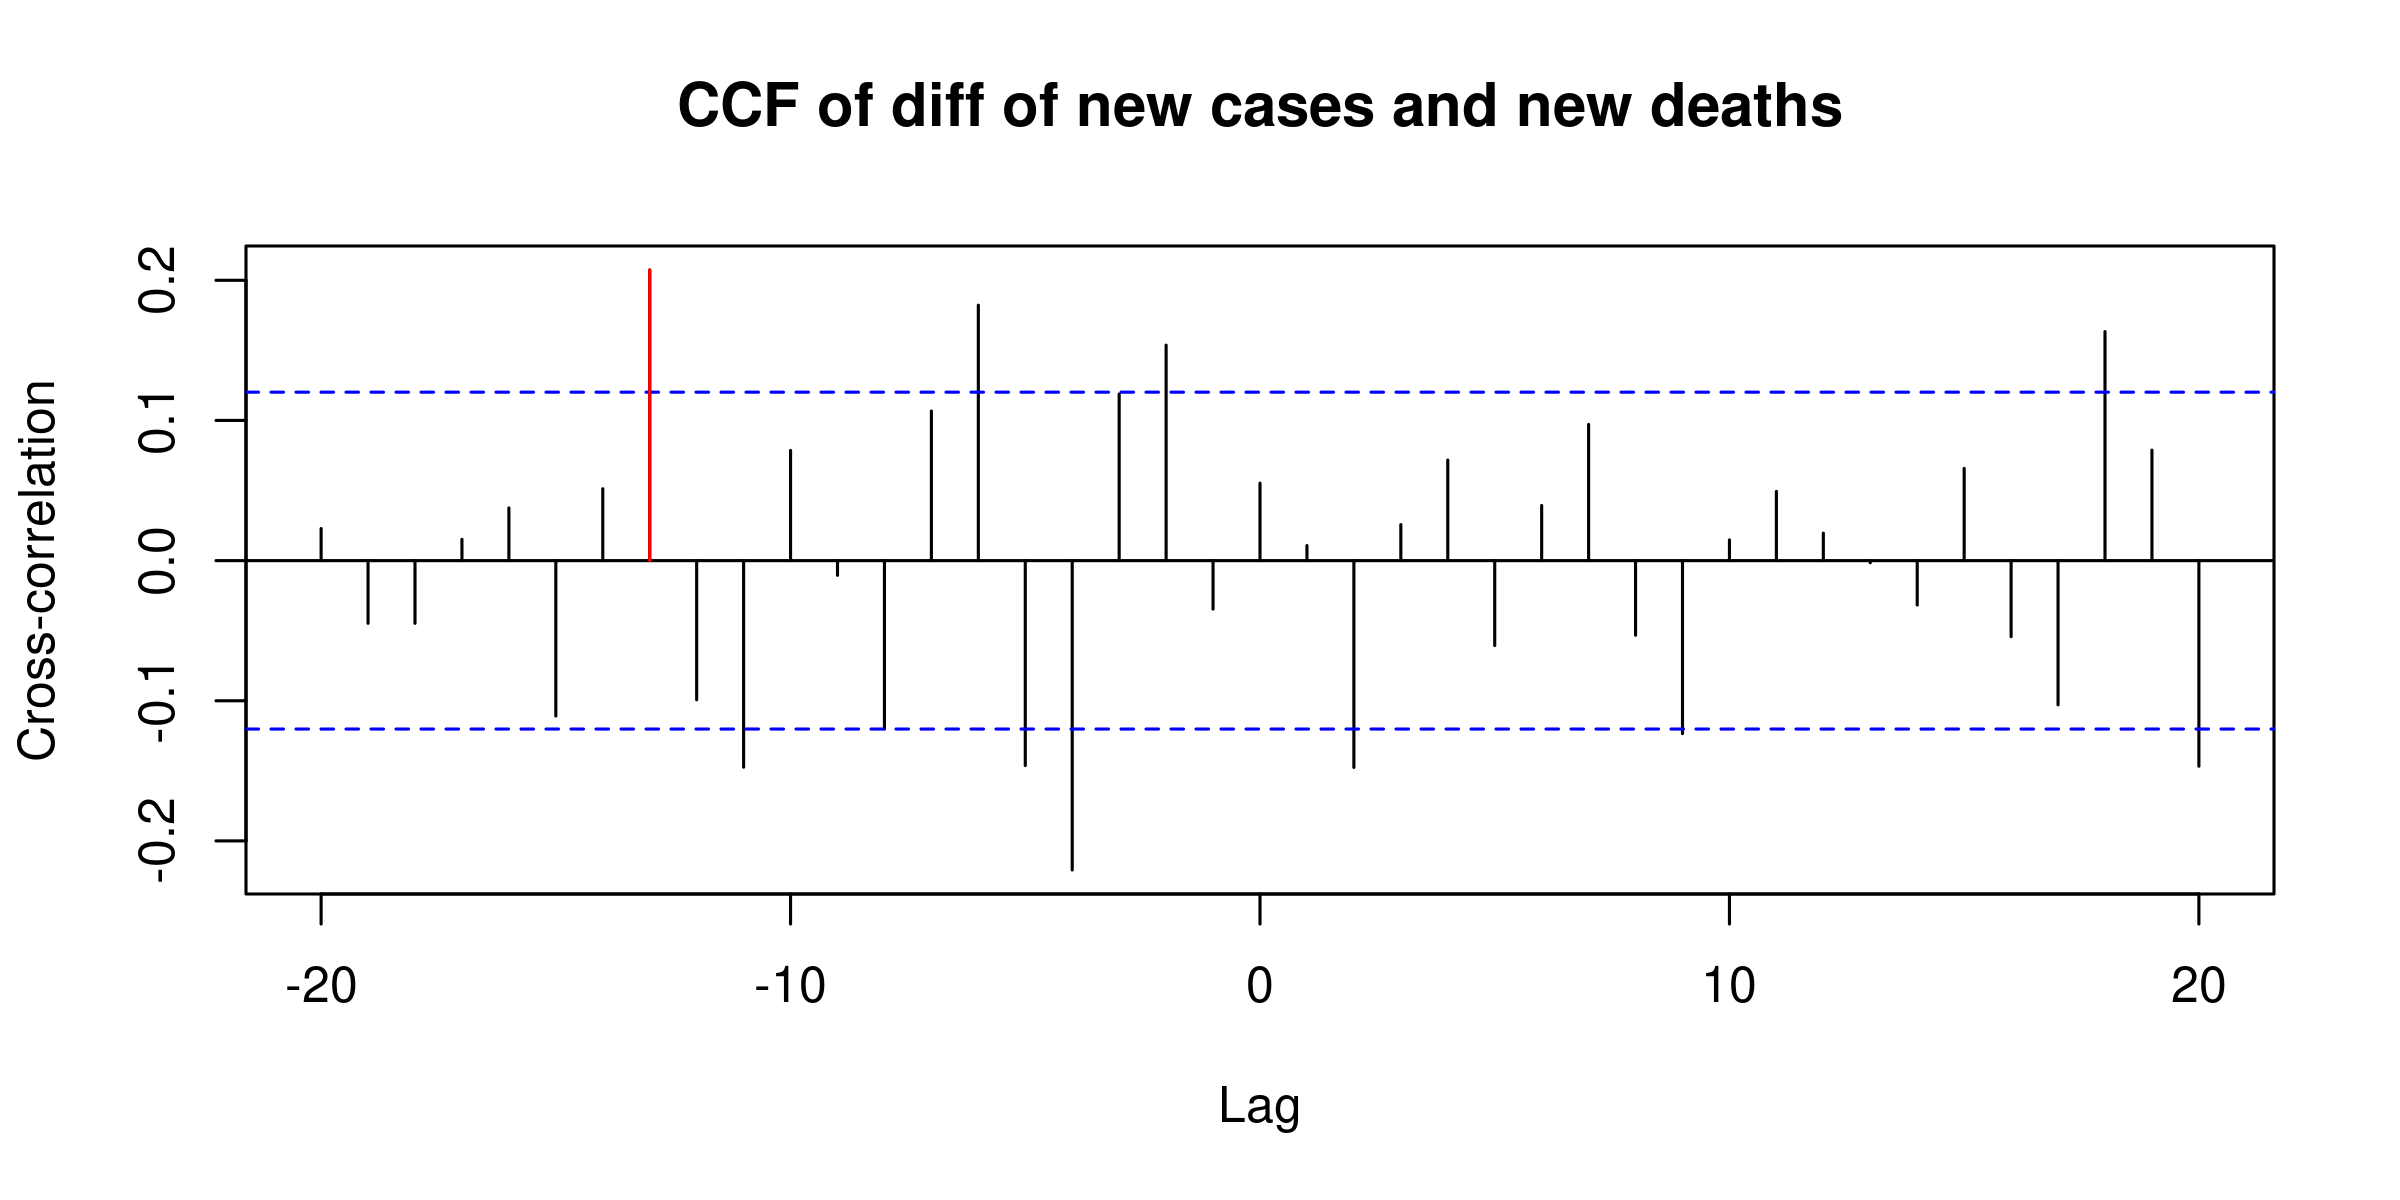 CCF of diff of new cases and new deaths
Cross-correlation
0.2
0.1
0.0
-0.1
-0.2
-20 -10 0 10 20
Lag